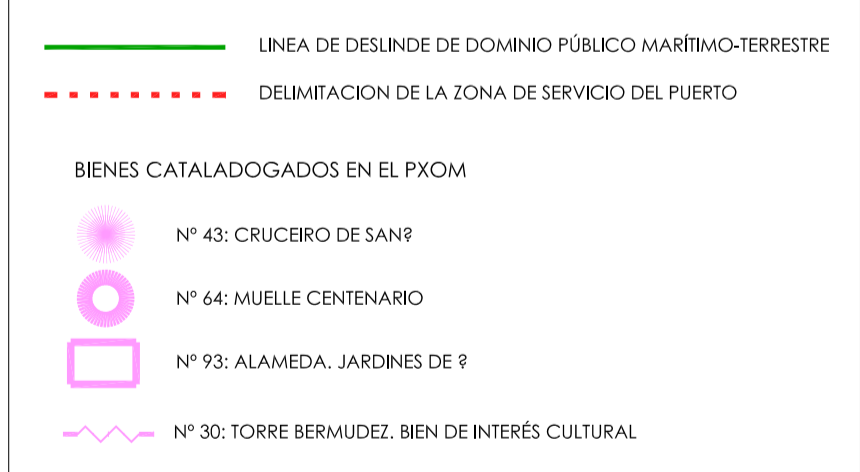 LINEA DE DESLINDE DE DOMINIO PÚBLICO MARÍTIMO-TERRESTRE
DELIMITACION DE LA ZONA DE SERVICIO DEL PUERTO
BIENES CATALADOGADOS EN EL PXOM
Nº 43: CRUCEIRO DE SAN?
Nº 64: MUELLE CENTENARIO
Nº 93: ALAMEDA. JARDINES DE ?
Nº 30: TORRE BERMUDEZ. BIEN DE INTERÉS CULTURAL